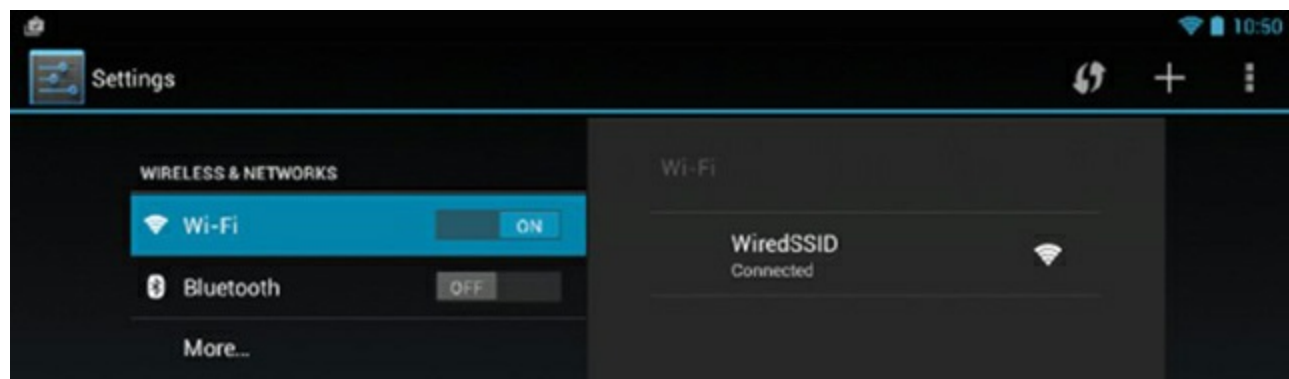 10:50
Settings
WIRELESS & NETWORKS
Wi-Fi ON
Bluetooth OFF
More...
Wi-Fi
WiredSSID
Connected